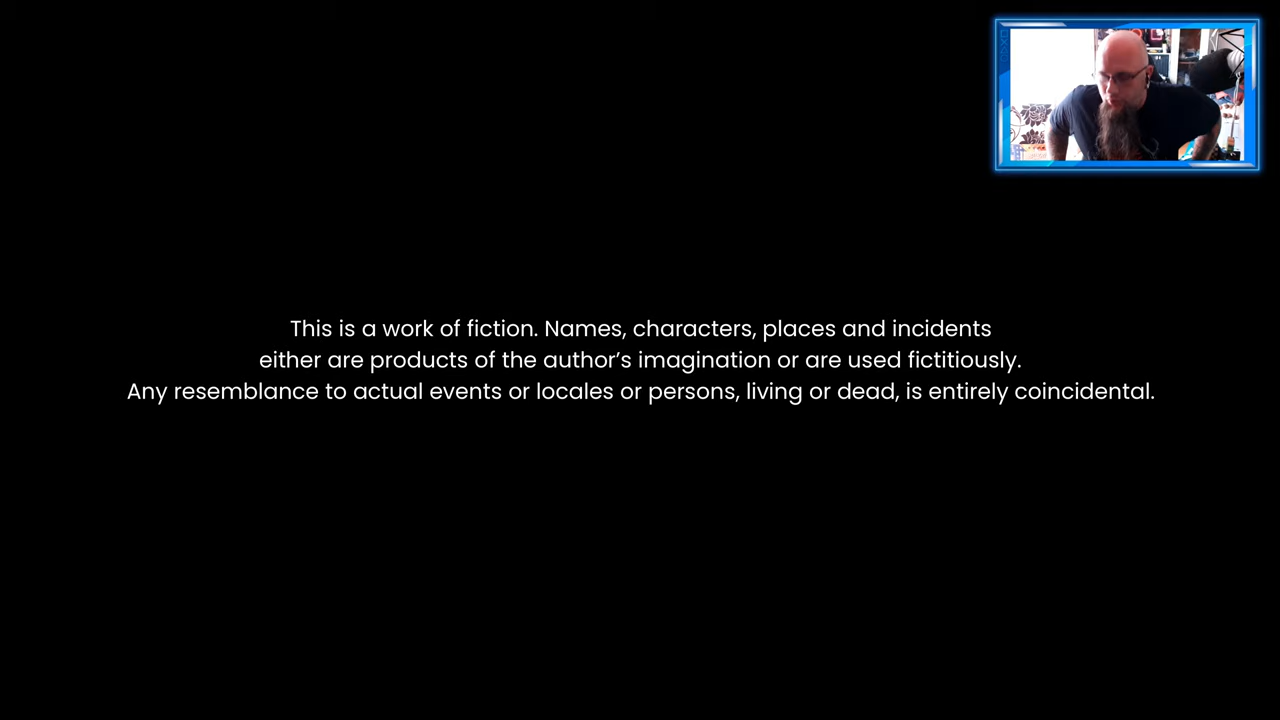 This is a work of fiction. Names, characters, places and incidents
either are products of the author’s imagination or are used fictitiously.
Any resemblance to actual events or locales or persons, living or dead, is entirely coincidental.